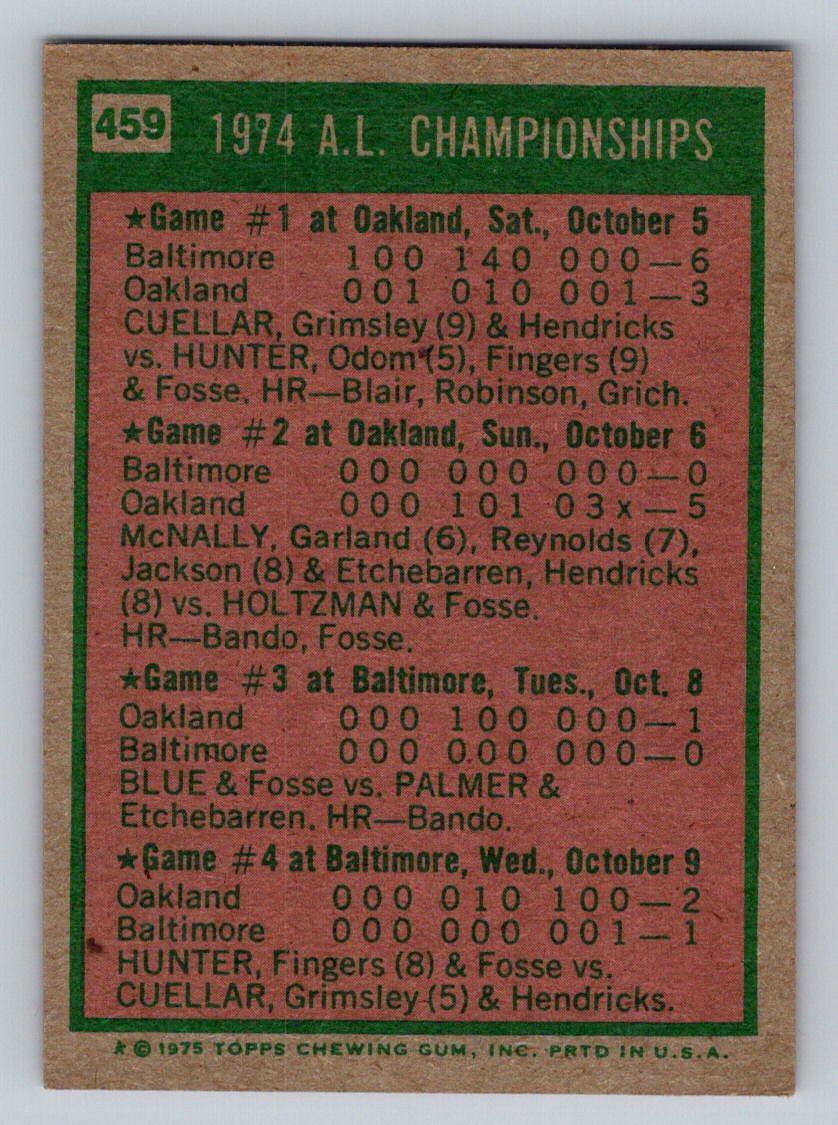 459 1974 A.L. CHAMPIONSHIPS
★Game #1 at Oakland, Sat., October 5
Baltimore 100 140 000—6
Oakland 001 010 001—3
CUELLAR, Grimsley (9) & Hendricks
vs. HUNTER, Odom (5), Fingers (9)
& Fosse. HR—Blair, Robinson, Grich.
★Game #2 at Oakland, Sun., October 6
Baltimore 000 000 000—0
Oakland 000 101 03x—5
McNALLY, Garland (6), Reynolds (7),
Jackson (8) & Etchebarren, Hendricks
(8) vs. HOLTZMAN & Fosse.
HR—Bando, Fosse.
★Game #3 at Baltimore, Tues., Oct. 8
Oakland 000 100 000—1
Baltimore 000 000 000—0
BLUE & Fosse vs. PALMER &
Etchebarren. HR—Bando.
★Game #4 at Baltimore, Wed., October 9
Oakland 000 010 100—2
Baltimore 000 000 001—1
HUNTER, Fingers (8) & Fosse vs.
CUELLAR, Grimsley (5) & Hendricks.
★ © 1975 TOPPS CHEWING GUM, INC. PRTD IN U.S.A.